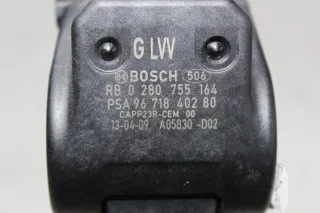 G LVV
BOSCH 506
RB 0 280 755 164
PSA 96 718 402 80
CAPP23R-CEM 00
13-04-09 A05830 -D02